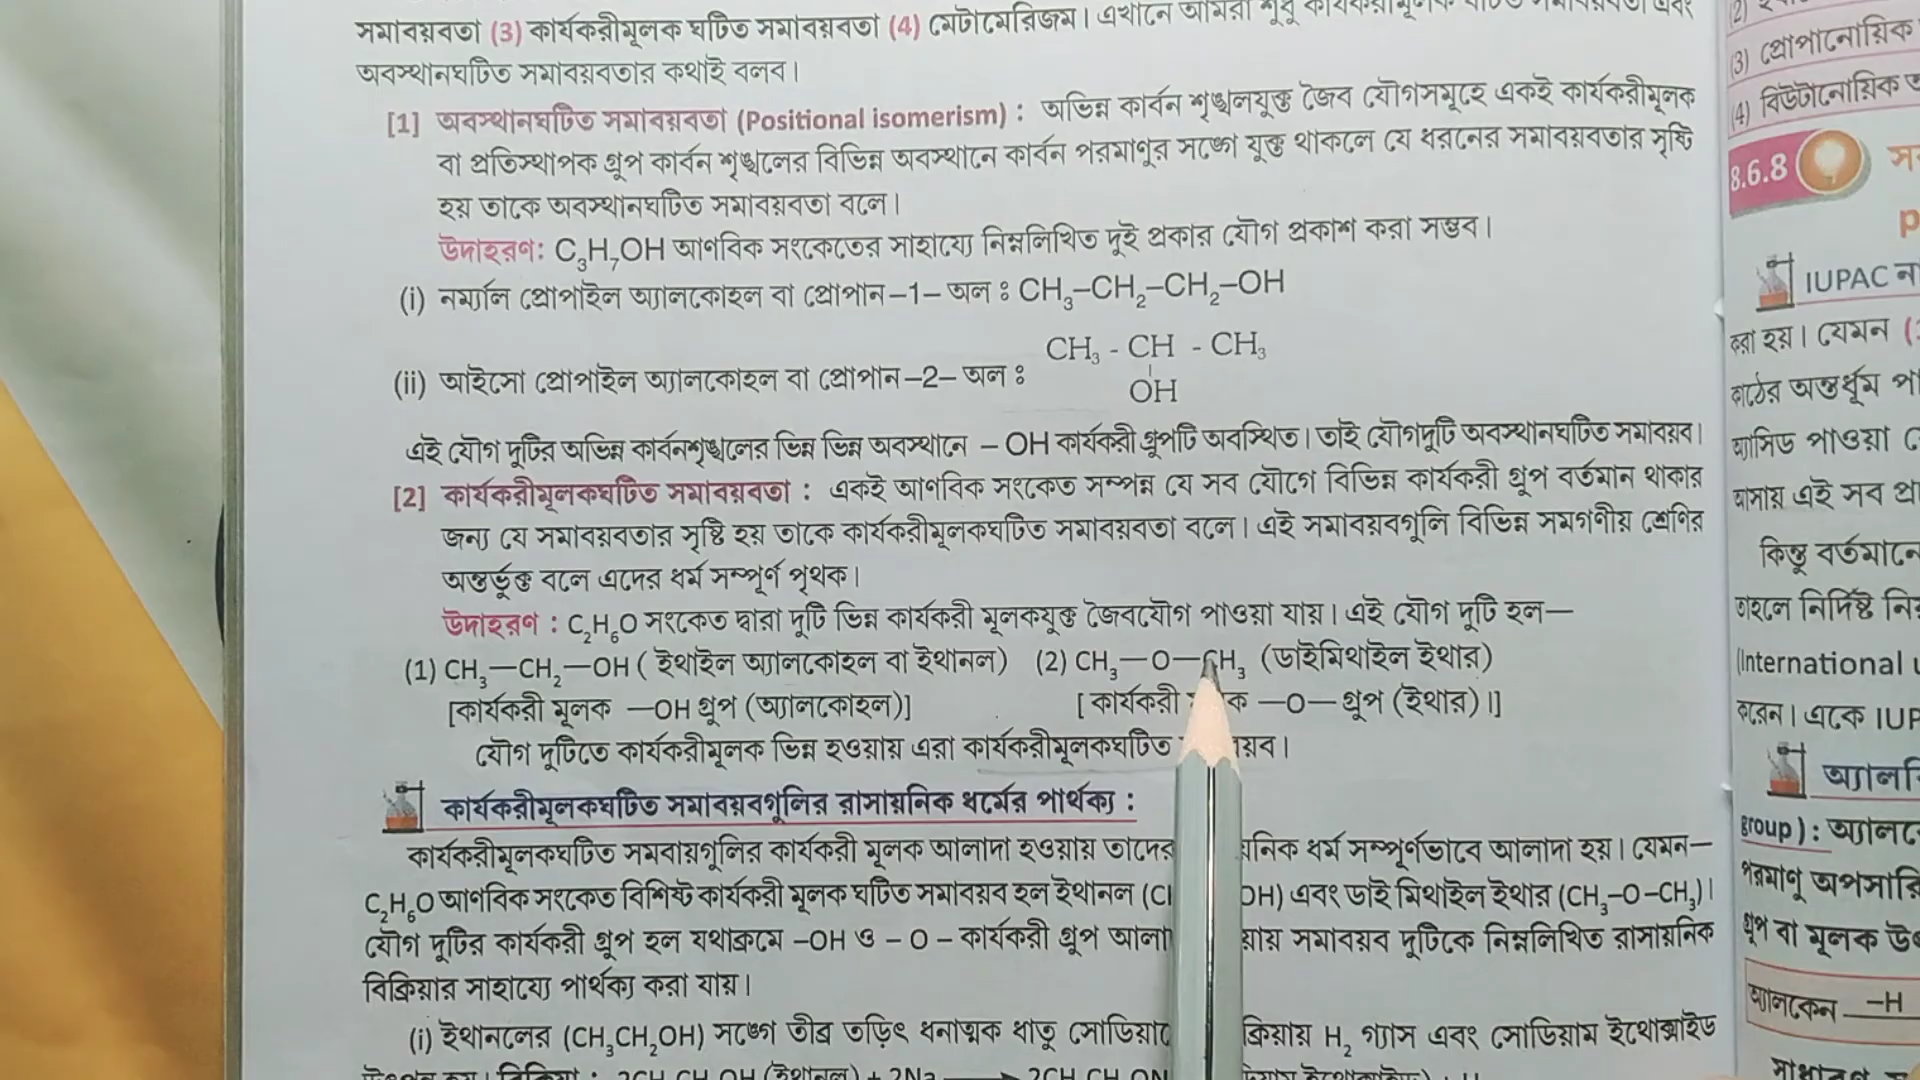 সমাবয়বতা (3) কার্যকরীমূলক ঘটিত সমাবয়বতা (4) মেটামেরিজম। এখানে আমরা শুধু
অবস্থানঘটিত সমাবয়বতার কথাই বলব।
[1] অবস্থানঘটিত সমাবয়বতা (Positional isomerism) : অভিন্ন কার্বন শৃঙ্খলযুক্ত জৈব যৌগসমূহে একই কার্যকরীমূলক
বা প্রতিস্থাপক গ্রুপ কার্বন শৃঙ্খলের বিভিন্ন অবস্থানে কার্বন পরমাণুর সঙ্গে যুক্ত থাকলে যে ধরনের সমাবয়বতার সৃষ্টি
হয় তাকে অবস্থানঘটিত সমাবয়বতা বলে।
উদাহরণ: C₃H₇OH আণবিক সংকেতের সাহায্যে নিম্নলিখিত দুই প্রকার যৌগ প্রকাশ করা সম্ভব।
(i) নর্ম্যাল প্রোপাইল অ্যালকোহল বা প্রোপান–1– অল ঃ CH₃–CH₂–CH₂–OH
CH₃ - CH - CH₃
(ii) আইসো প্রোপাইল অ্যালকোহল বা প্রোপান–2– অল ঃ
OH
এই যৌগ দুটির অভিন্ন কার্বনশৃঙ্খলের ভিন্ন ভিন্ন অবস্থানে – OH কার্যকরী গ্রুপটি অবস্থিত। তাই যৌগদুটি অবস্থানঘটিত সমাবয়ব।
[2] কার্যকরীমূলকঘটিত সমাবয়বতা : একই আণবিক সংকেত সম্পন্ন যে সব যৌগে বিভিন্ন কার্যকরী গ্রুপ বর্তমান থাকার
জন্য যে সমাবয়বতার সৃষ্টি হয় তাকে কার্যকরীমূলকঘটিত সমাবয়বতা বলে। এই সমাবয়বগুলি বিভিন্ন সমগণীয় শ্রেণির
অন্তর্ভুক্ত বলে এদের ধর্ম সম্পূর্ণ পৃথক।
উদাহরণ : C₂H₆O সংকেত দ্বারা দুটি ভিন্ন কার্যকরী মূলকযুক্ত জৈবযৌগ পাওয়া যায়। এই যৌগ দুটি হল—
(1) CH₃—CH₂—OH ( ইথাইল অ্যালকোহল বা ইথানল) (2) CH₃—O—CH₃ (ডাইমিথাইল ইথার)
[কার্যকরী মূলক —OH গ্রুপ (অ্যালকোহল)] [ কার্যকরী ক —O— গ্রুপ (ইথার)।]
যৌগ দুটিতে কার্যকরীমূলক ভিন্ন হওয়ায় এরা কার্যকরীমূলকঘটিত য়ব।
কার্যকরীমূলকঘটিত সমাবয়বগুলির রাসায়নিক ধর্মের পার্থক্য :
কার্যকরীমূলকঘটিত সমবায়গুলির কার্যকরী মূলক আলাদা হওয়ায় তাদের নিক ধর্ম সম্পূর্ণভাবে আলাদা হয়। যেমন—
C₂H₆O আণবিক সংকেত বিশিষ্ট কার্যকরী মূলক ঘটিত সমাবয়ব হল ইথানল (C OH) এবং ডাই মিথাইল ইথার (CH₃–O–CH₃)।
যৌগ দুটির কার্যকরী গ্রুপ হল যথাক্রমে –OH ও – O – কার্যকরী গ্রুপ আলা য়ায় সমাবয়ব দুটিকে নিম্নলিখিত রাসায়নিক
বিক্রিয়ার সাহায্যে পার্থক্য করা যায়।
(i) ইথানলের (CH₃CH₂OH) সঙ্গে তীব্র তড়িৎ ধনাত্মক ধাতু সোডিয়া ক্রিয়ায় H₂ গ্যাস এবং সোডিয়াম ইথোক্সাইড
(3) প্রোপানোয়িক
(4) বিউটানোয়িক
8.6.8
IUPAC
করা হয়। যেমন
কাঠের অন্তর্ধূম
অ্যাসিড পাওয়া
আসায় এই সব
কিন্তু বর্তমানে
তাহলে নির্দিষ্ট
(International
করেন। একে IUP
group) :
পরমাণু
গ্রুপ বা মূলক
অ্যালকেন —H